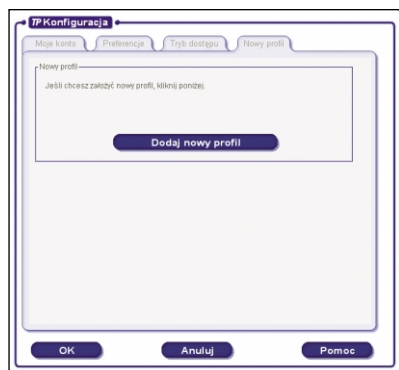 TP Konfiguracja
Moje konta Preferencje Tryb dostępu Nowy profil
Nowy profil
Jeśli chcesz założyć nowy profil, kliknij poniżej.
Dodaj nowy profil
OK Anuluj Pomoc